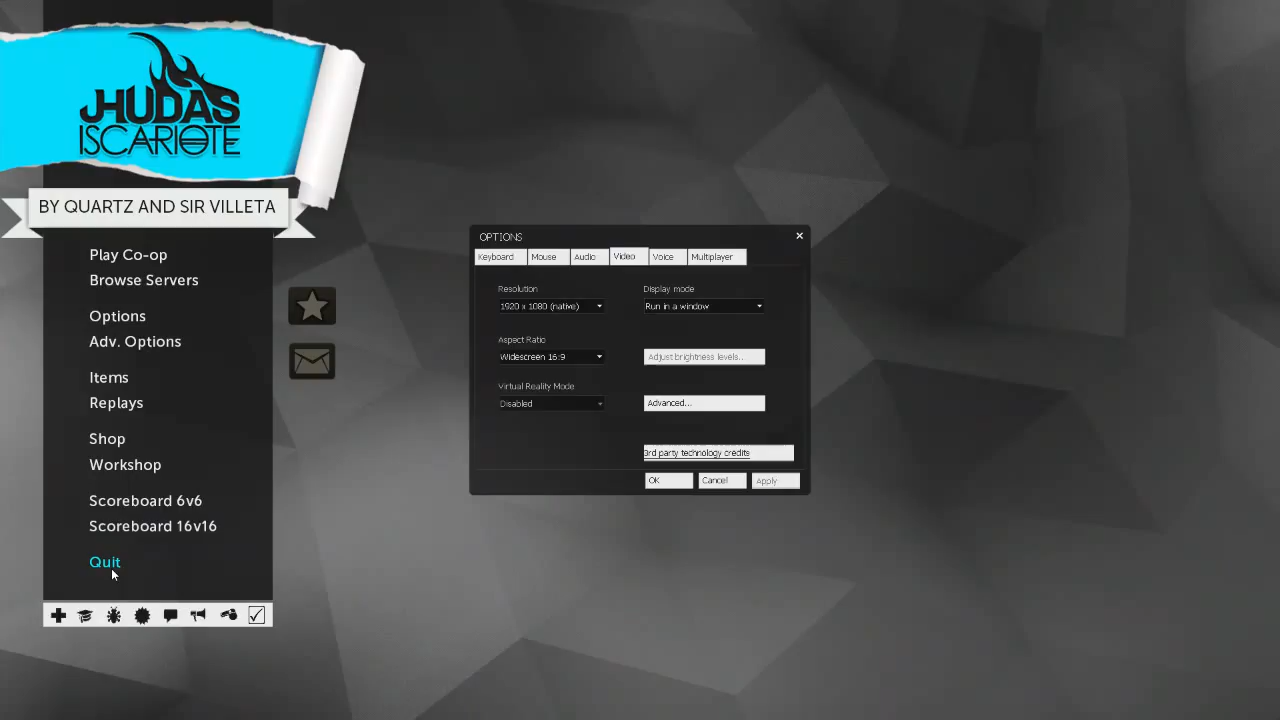 JHUDAS
ISCARIOTE
BY QUARTZ AND SIR VILLETA
Play Co-op
Browse Servers
Options
Adv. Options
Items
Replays
Shop
Workshop
Scoreboard 6v6
Scoreboard 16v16
Quit
OPTIONS
Keyboard Mouse Audio Video Voice Multiplayer
Resolution Display mode
1920 x 1080 (native) Run in a window
Aspect Ratio
Widescreen 16:9 Adjust brightness levels...
Virtual Reality Mode
Disabled Advanced...
3rd party technology credits
OK Cancel Apply